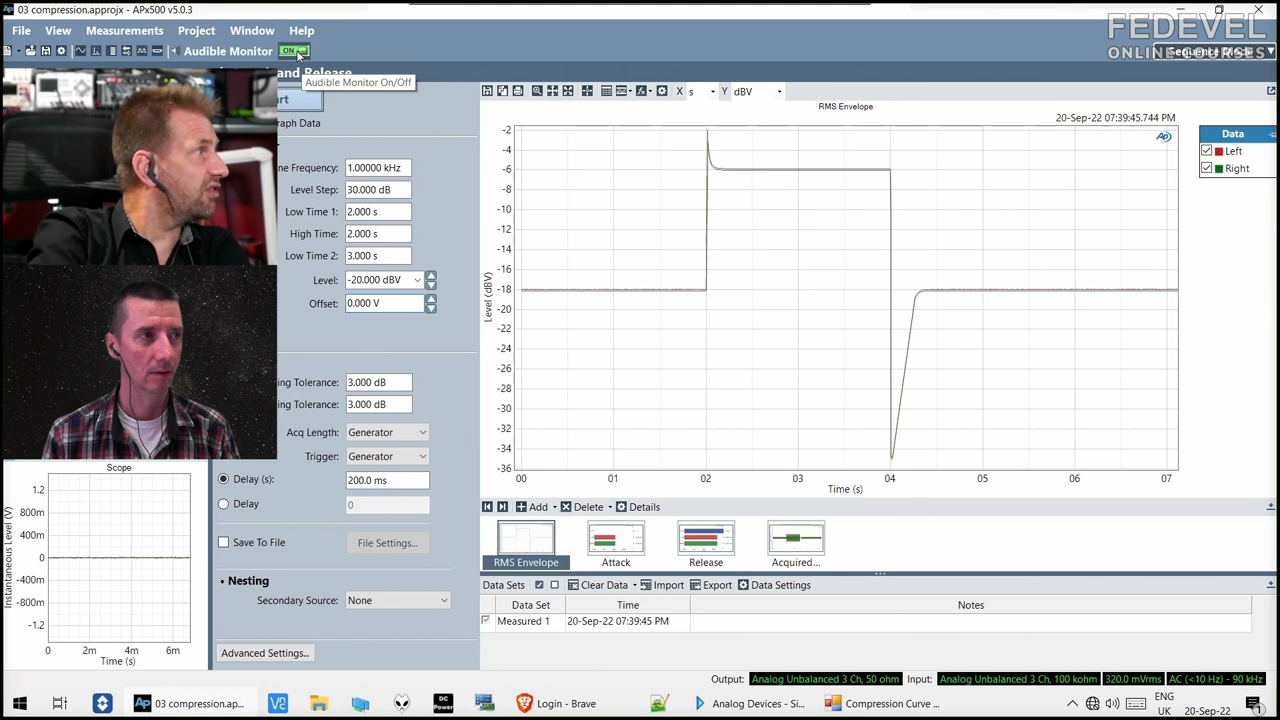 03 compression.approjx - APx500 v5.0.3
FEDEVEL
ONLINE COURSES
File View Measurements Project Window Help
Audible Monitor ON
and Release
Audible Monitor On/Off
X s Y dBV
RMS Envelope
20-Sep-22 07:39:45.744 PM
Data
Left
Right
Level (dBV)
-2
-4
-6
-8
-10
-12
-14
-16
-18
-20
-22
-24
-26
-28
-30
-32
-34
-36
00 01 02 03 04 05 06 07
Time (s)
1.00000 kHz
Level Step: 30.000 dB
Low Time 1: 2.000 s
High Time: 2.000 s
Low Time 2: 3.000 s
Level: -20.000 dBV
Offset: 0.000 V
Tolerance: 3.000 dB
Tolerance: 3.000 dB
Acq Length: Generator
Trigger: Generator
Delay (s): 200.0 ms
Delay 0
Save To File File Settings...
• Nesting
Secondary Source: None
Advanced Settings...
Scope
Instantaneous Level (V)
1.2
800m
400m
0
-400m
-800m
-1.2
0 2m 4m 6m
Time (s)
Add Delete Details
RMS Envelope Attack Release Acquired...
Data Sets Clear Data Import Export Data Settings
Data Set Time Notes
Measured 1 20-Sep-22 07:39:45 PM
Output: Analog Unbalanced 3 Ch, 50 ohm Input: Analog Unbalanced 3 Ch, 100 kohm 320.0 mVrms AC (<10 Hz) - 90 kHz
03 compression.ap...
DC Power
Login - Brave
Analog Devices - Si...
Compression Curve ...
ENG
UK
20-Sep-22
1